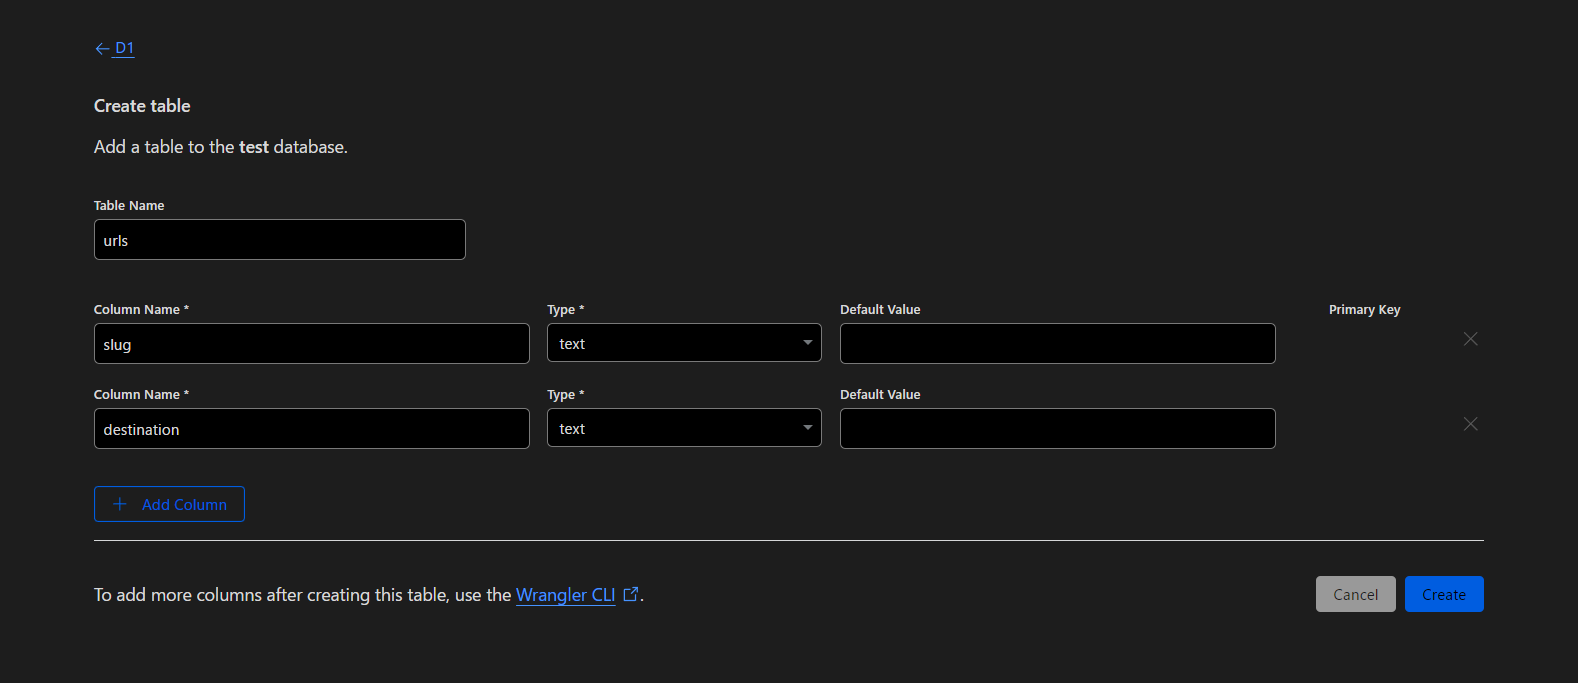 ← D1
Create table
Add a table to the test database.
Table Name
urls
Column Name * Type * Default Value Primary Key
slug text
Column Name * Type * Default Value
destination text
+ Add Column
To add more columns after creating this table, use the Wrangler CLI. Cancel Create